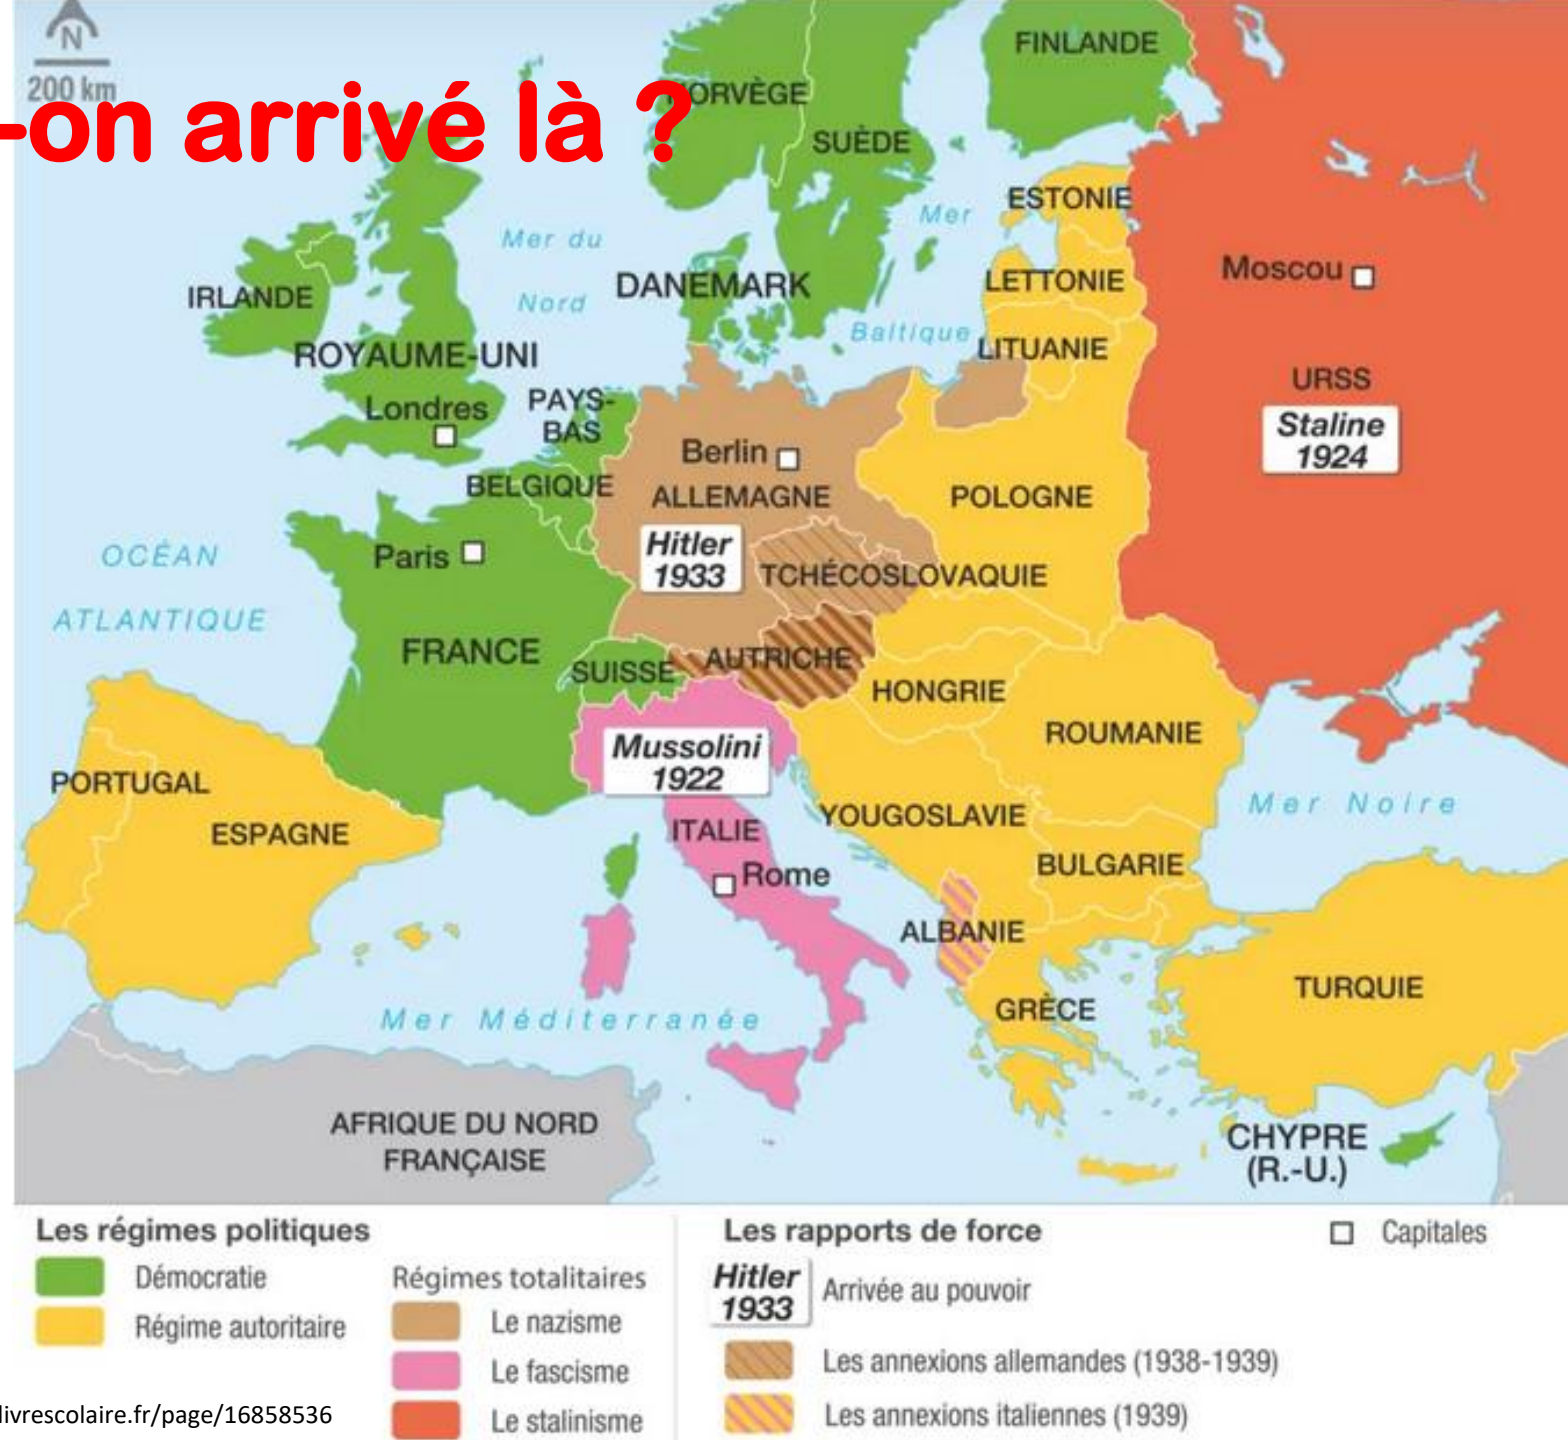 N
200 km
-on arrivé là ?
NORVÈGE
FINLANDE
SUÈDE
ESTONIE
Mer du
Nord
Mer
Baltique
DANEMARK
LETTONIE
Moscou
IRLANDE
ROYAUME-UNI
LITUANIE
URSS
Staline
1924
Londres
PAYS-
BAS
Berlin
BELGIQUE
ALLEMAGNE
POLOGNE
Hitler
1933
OCÉAN
ATLANTIQUE
Paris
TCHÉCOSLOVAQUIE
FRANCE
SUISSE
AUTRICHE
HONGRIE
ROUMANIE
Mussolini
1922
PORTUGAL
ESPAGNE
ITALIE
Rome
YOUGOSLAVIE
Mer Noire
BULGARIE
ALBANIE
GRÈCE
TURQUIE
Mer Méditerranée
AFRIQUE DU NORD
FRANÇAISE
CHYPRE
(R.-U.)
Les régimes politiques
Démocratie
Régime autoritaire
Régimes totalitaires
Le nazisme
Le fascisme
Le stalinisme
Les rapports de force
Hitler
1933
Arrivée au pouvoir
Les annexions allemandes (1938-1939)
Les annexions italiennes (1939)
Capitales
livrescolaire.fr/page/16858536